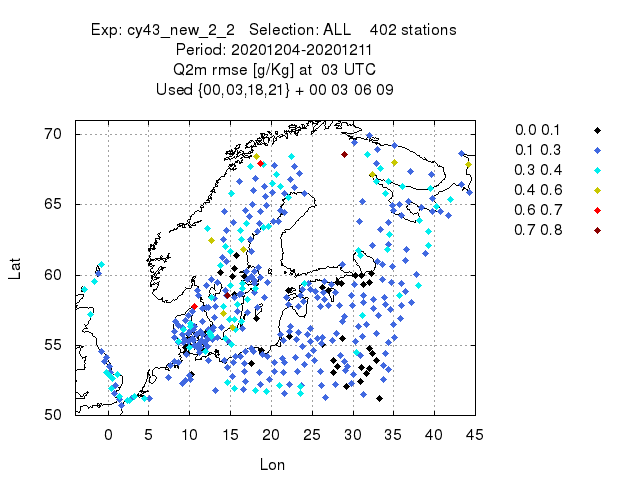 Exp: cy43_new_2_2 Selection: ALL 402 stations
Period: 20201204-20201211
Q2m rmse [g/Kg] at 03 UTC
Used {00,03,18,21} + 00 03 06 09
70
65
60
55
50
Lat
0 5 10 15 20 25 30 35 40 45
Lon
0.0 0.1
0.1 0.3
0.3 0.4
0.4 0.6
0.6 0.7
0.7 0.8